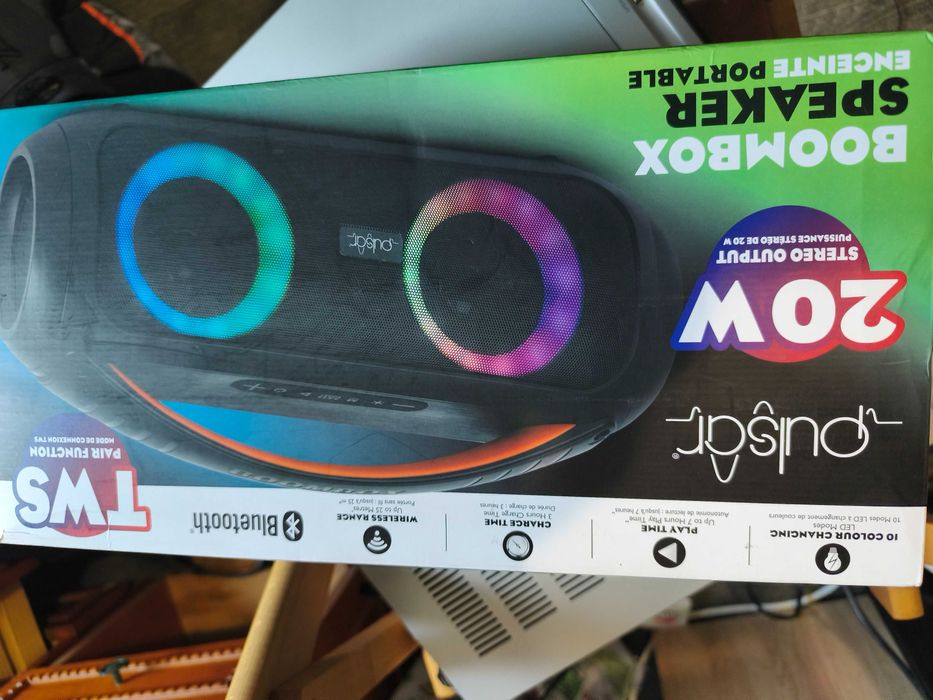 10 COLOUR CHANGING
LED Modes
10 Modes LED à changement de couleurs
PLAY TIME
Up to 7 Hours Play Time**
Autonomie de lecture : jusqu'à 7 heures**
CHARGE TIME
3 Hours Charge Time
Durée de charge : 3 heures
WIRELESS RANGE
Up to 25 Metres*
Portée sans fil : jusqu'à 25 m*
Bluetooth®
pulsâr®
TWS
PAIR FUNCTION
MODE DE CONNEXION TWS
20W
STEREO OUTPUT
PUISSANCE STÉRÉO DE 20 W
pulsâr
BOOMBOX
SPEAKER
ENCEINTE PORTABLE